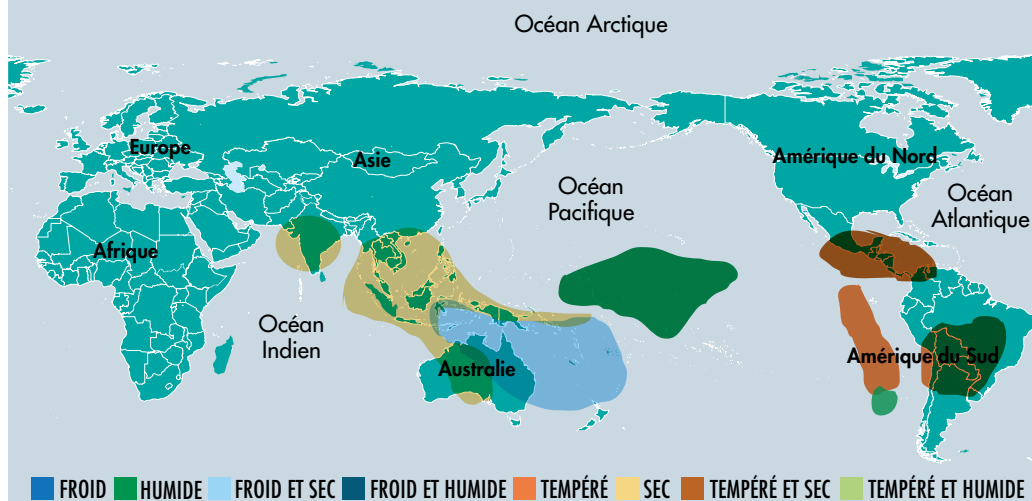 Océan Arctique
Europe
Asie
Amérique du Nord
Océan
Pacifique
Océan
Atlantique
Afrique
Océan
Indien
Australie
Amérique du Sud
FROID HUMIDE FROID ET SEC FROID ET HUMIDE TEMPÉRÉ SEC TEMPÉRÉ ET SEC TEMPÉRÉ ET HUMIDE